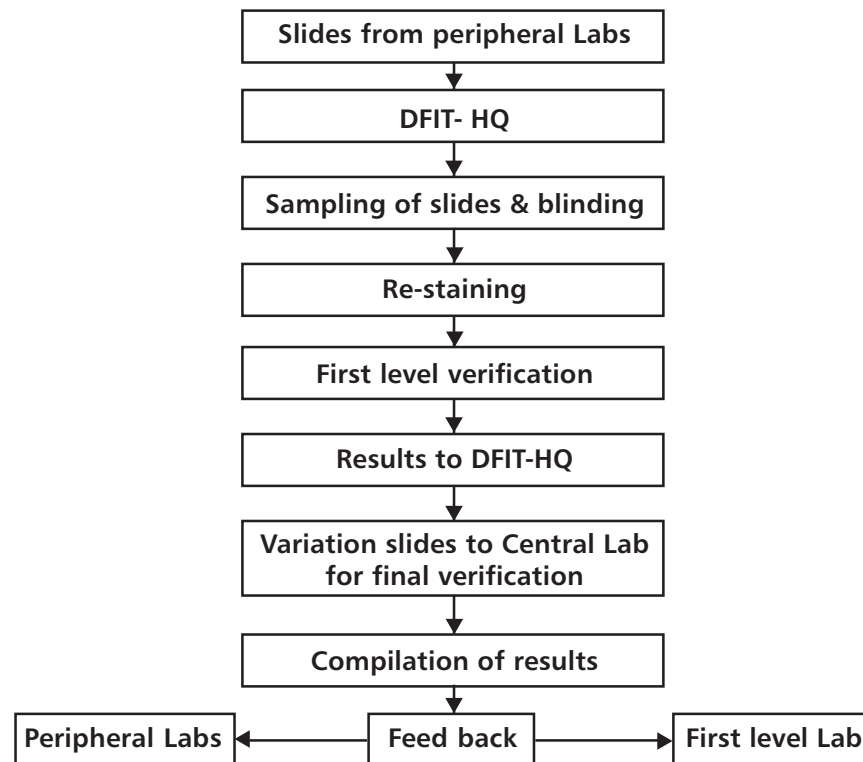 Slides from peripheral Labs
DFIT- HQ
Sampling of slides & blinding
Re-staining
First level verification
Results to DFIT-HQ
Variation slides to Central Lab
for final verification
Compilation of results
Peripheral Labs
Feed back
First level Lab